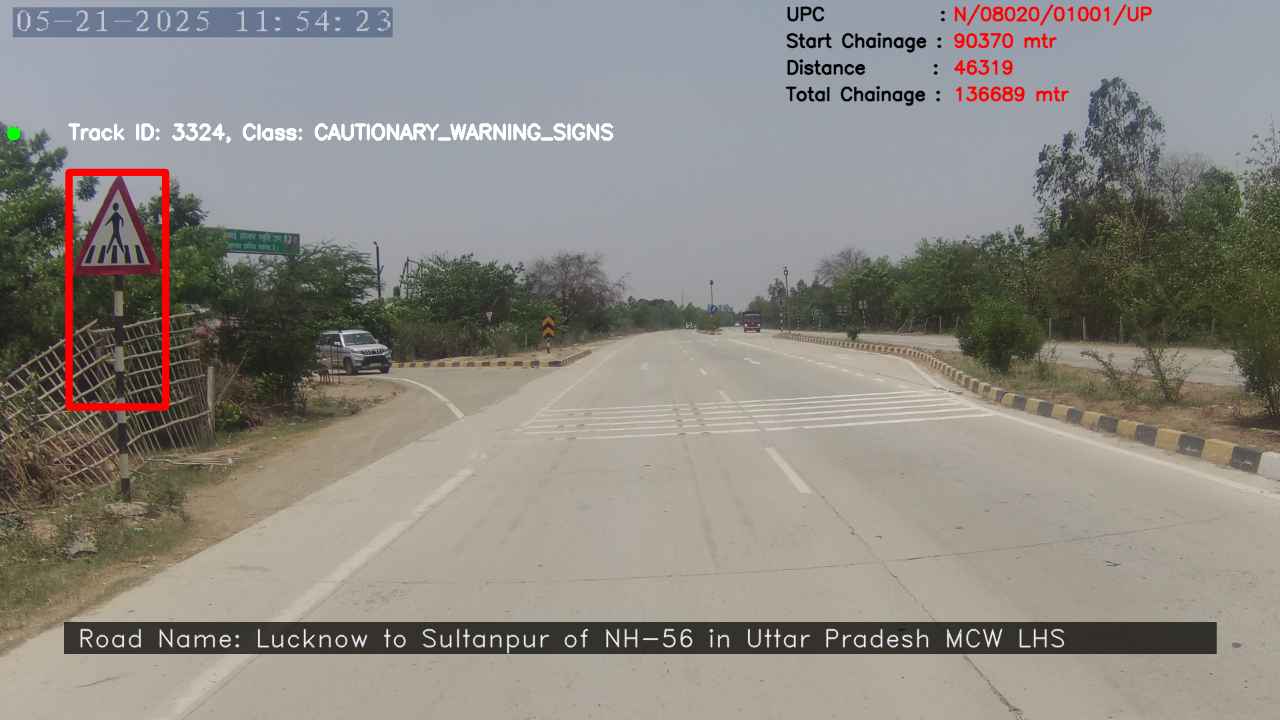 05-21-2025 11:54:23
UPC : N/08020/01001/UP
Start Chainage : 90370 mtr
Distance : 46319
Total Chainage : 136689 mtr
Track ID: 3324, Class: CAUTIONARY_WARNING_SIGNS
Road Name: Lucknow to Sultanpur of NH-56 in Uttar Pradesh MCW LHS